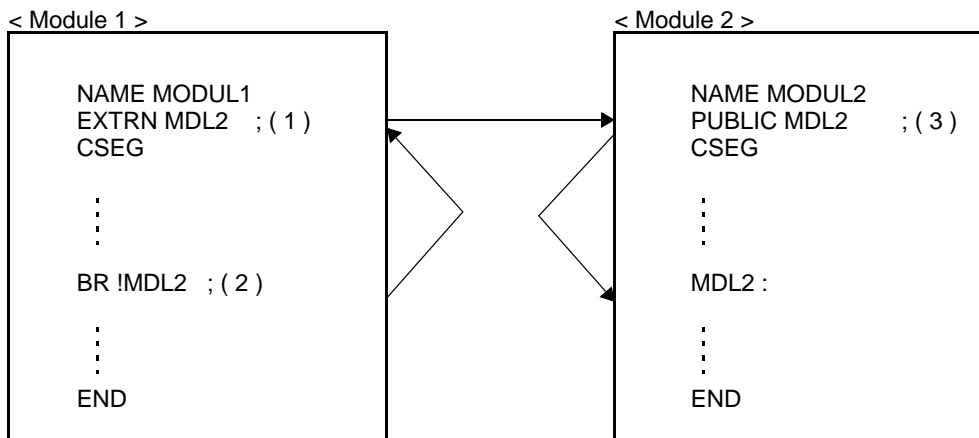 < Module 1 >
NAME MODUL1
EXTRN MDL2 ; ( 1 )
CSEG
BR !MDL2 ; ( 2 )
END
< Module 2 >
NAME MODUL2
PUBLIC MDL2 ; ( 3 )
CSEG
MDL2 :
END